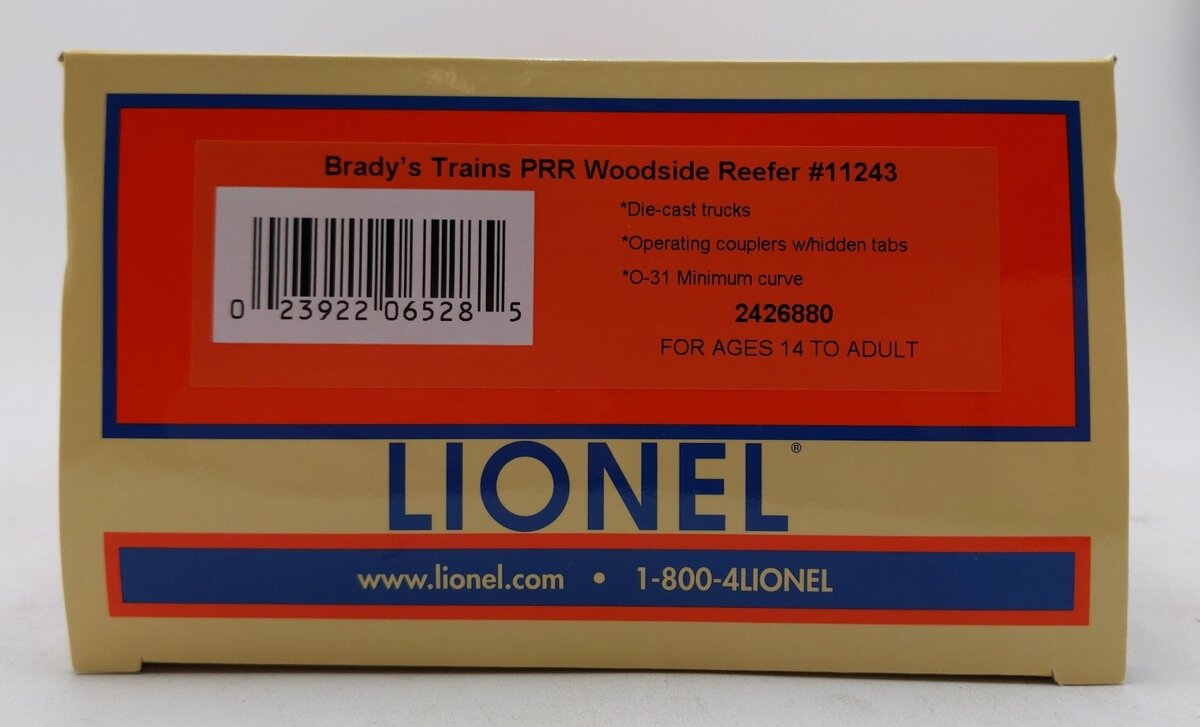 Brady's Trains PRR Woodside Reefer #11243
*Die-cast trucks
*Operating couplers w/hidden tabs
*O-31 Minimum curve
2426880
FOR AGES 14 TO ADULT
0 23922 06528 5
LIONEL®
www.lionel.com • 1-800-4LIONEL